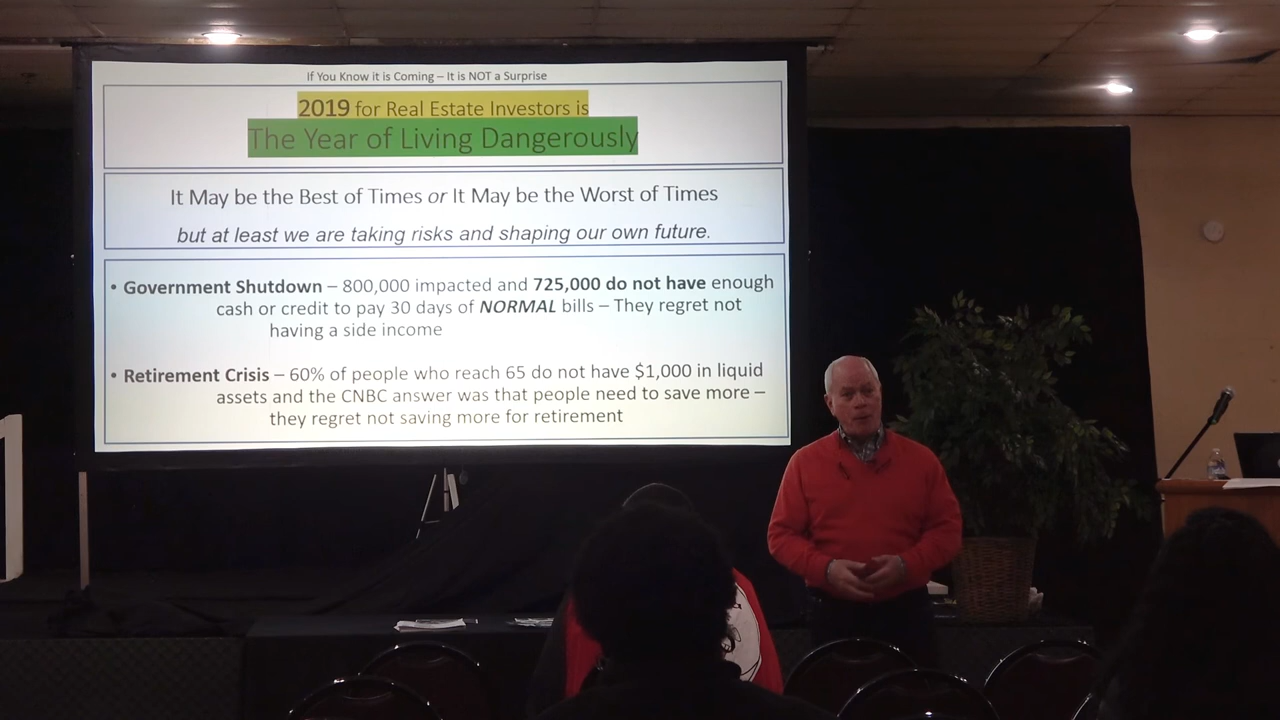 If You Know it is Coming – It is NOT a Surprise
2019 for Real Estate Investors is
The Year of Living Dangerously
It May be the Best of Times or It May be the Worst of Times
but at least we are taking risks and shaping our own future.
• Government Shutdown – 800,000 impacted and 725,000 do not have enough
cash or credit to pay 30 days of NORMAL bills – They regret not
having a side income
• Retirement Crisis – 60% of people who reach 65 do not have $1,000 in liquid
assets and the CNBC answer was that people need to save more –
they regret not saving more for retirement